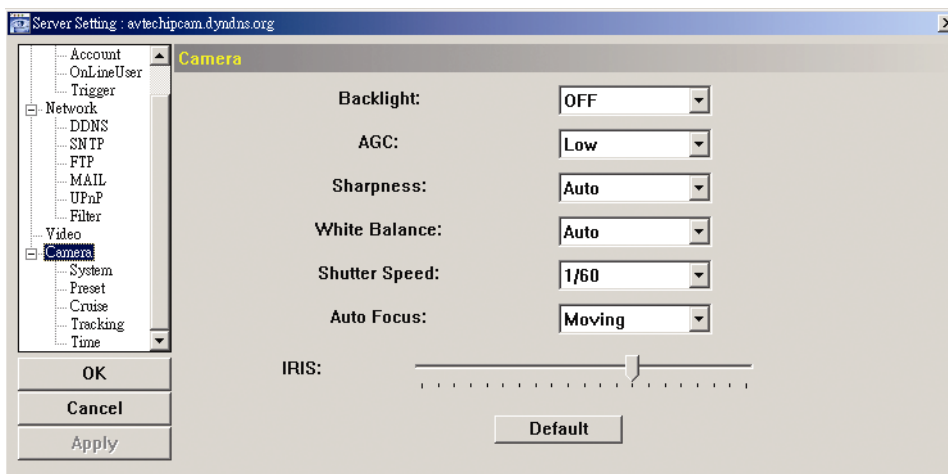 Server Setting : avtechipcam.dyndns.org
Account
OnLineUser
Trigger
Network
DDNS
SNTP
FTP
MAIL
UPnP
Filter
Video
Camera
System
Preset
Cruise
Tracking
Time
OK
Cancel
Apply
Camera
Backlight: OFF
AGC: Low
Sharpness: Auto
White Balance: Auto
Shutter Speed: 1/60
Auto Focus: Moving
IRIS:
Default